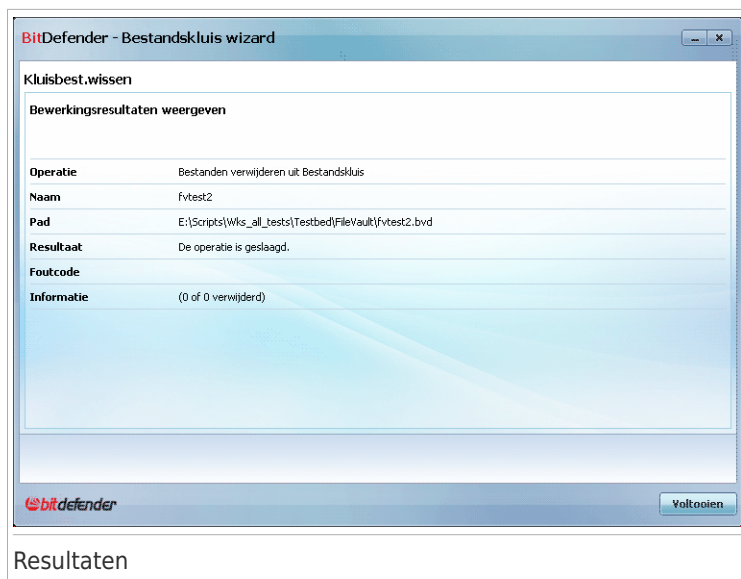 BitDefender - Bestandskluis wizard
Kluisbest.wissen
Bewerkingsresultaten weergeven
Operatie Bestanden verwijderen uit Bestandskluis
Naam fvtest2
Pad E:\Scripts\Wks_all_tests\Testbed\FileVault\fvtest2.bvd
Resultaat De operatie is geslaagd.
Foutcode
Informatie (0 of 0 verwijderd)
bitdefender
Voltooien
Resultaten